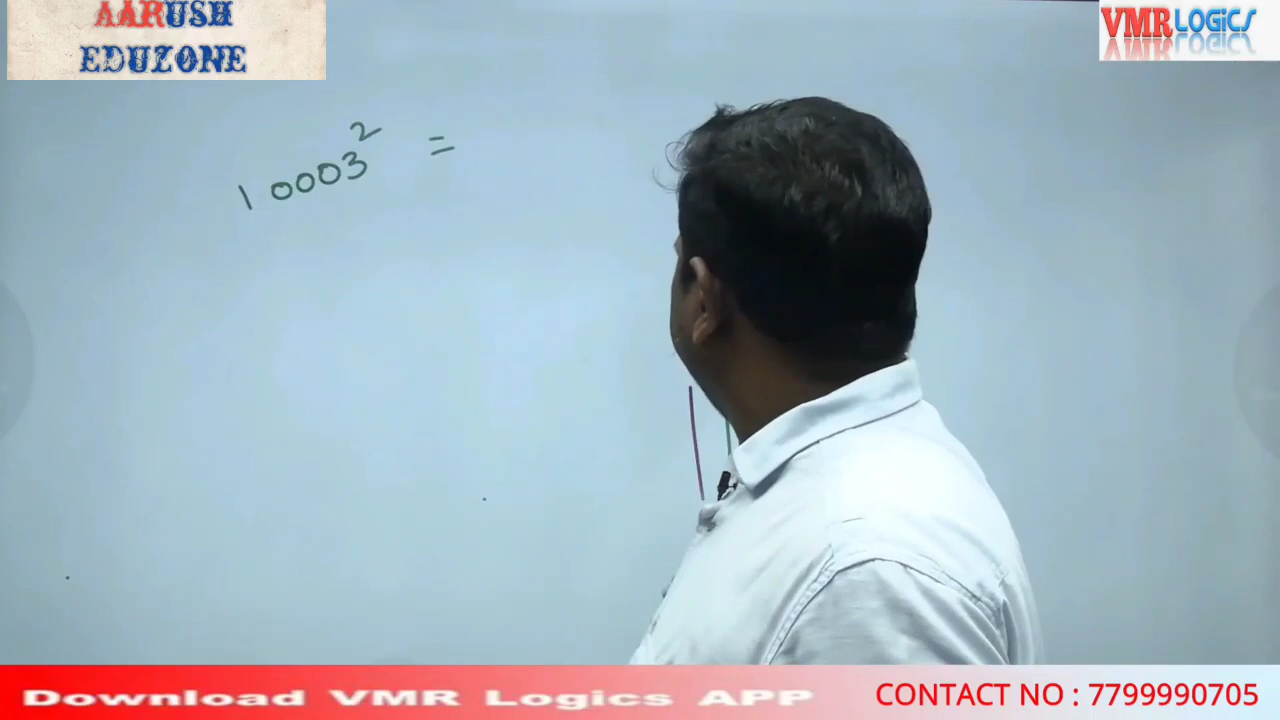 AARUSH
EDUZONE
VMR LOGICS
10003² =
Download VMR Logics APP
CONTACT NO : 7799990705